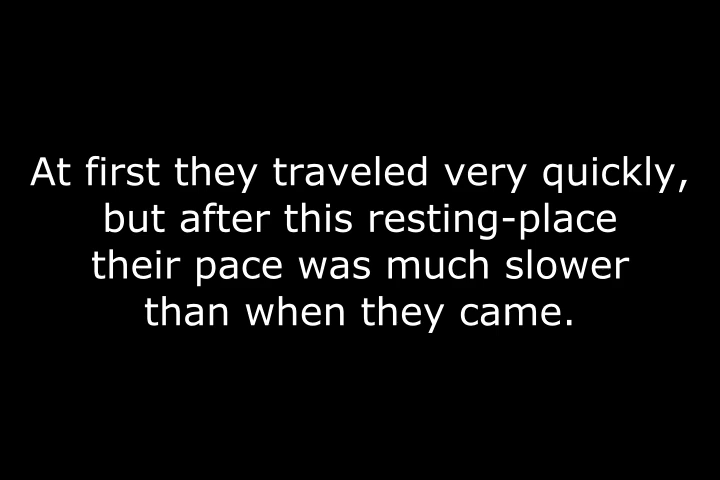 At first they traveled very quickly,
but after this resting-place
their pace was much slower
than when they came.